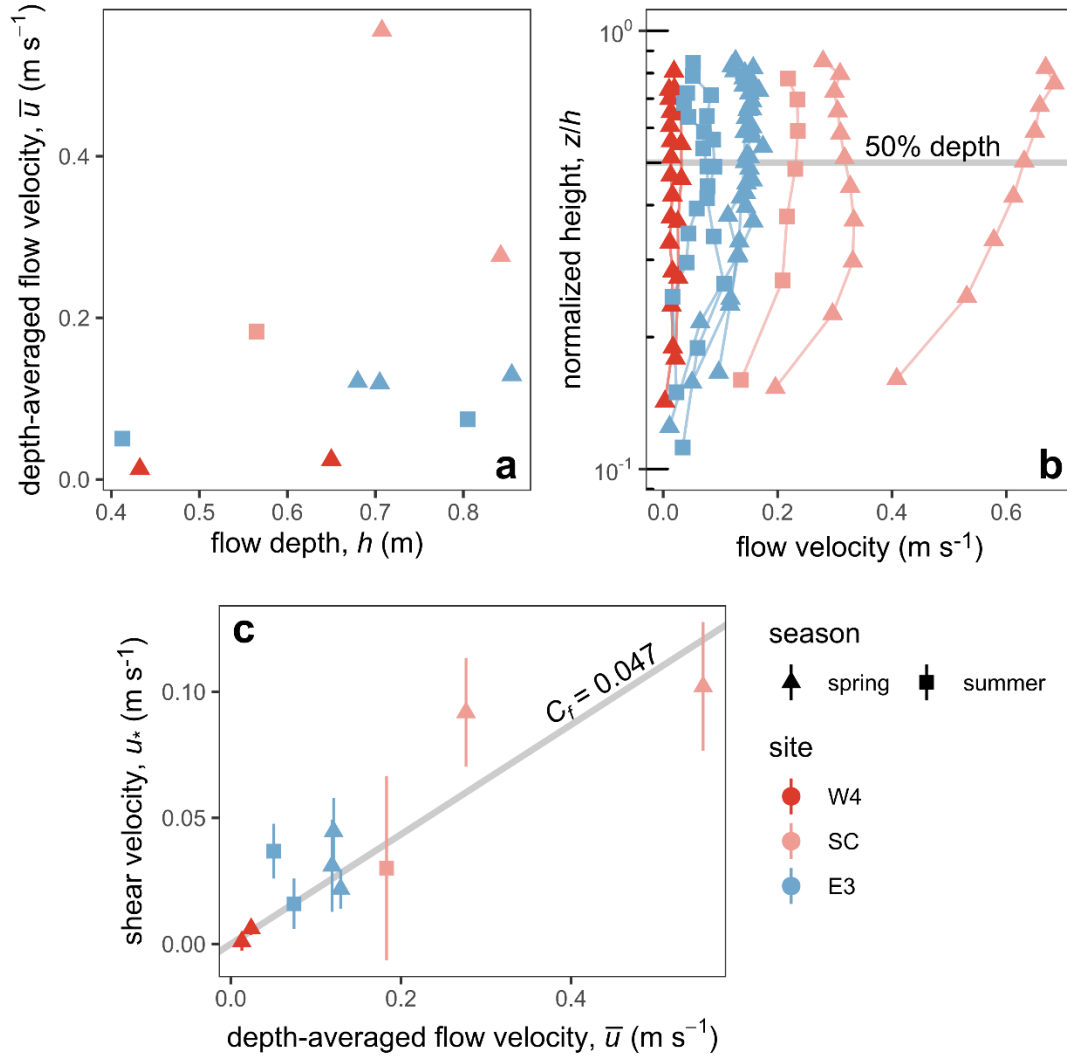 depth-averaged flow velocity, u̅ (m s⁻¹)
0.4
0.2
0.0
0.4 0.5 0.6 0.7 0.8
flow depth, h (m)
a
normalized height, z/h
10⁰
10⁻¹
50% depth
0.0 0.2 0.4 0.6
flow velocity (m s⁻¹)
b
c
shear velocity, u* (m s⁻¹)
0.10
0.05
0.00
Cf = 0.047
0.0 0.2 0.4
depth-averaged flow velocity, u̅ (m s⁻¹)
season
spring summer
site
W4
SC
E3